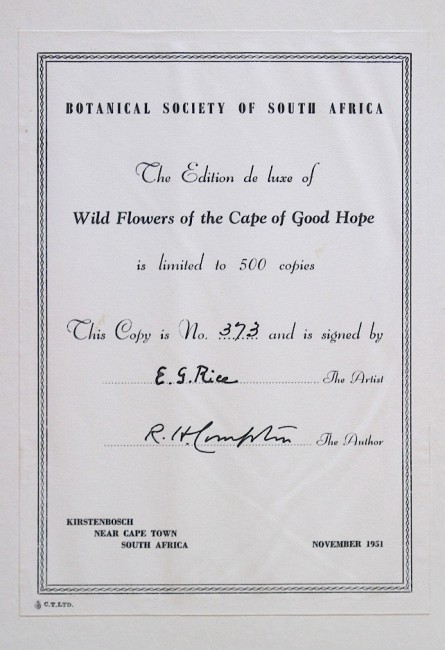 BOTANICAL SOCIETY OF SOUTH AFRICA
The Edition de luxe of
Wild Flowers of the Cape of Good Hope
is limited to 500 copies
This Copy is No. 373 and is signed by
E. G. Rice The Artist
R. H. Compton The Author
KIRSTENBOSCH
NEAR CAPE TOWN
SOUTH AFRICA
NOVEMBER 1951
C.T.LTD.